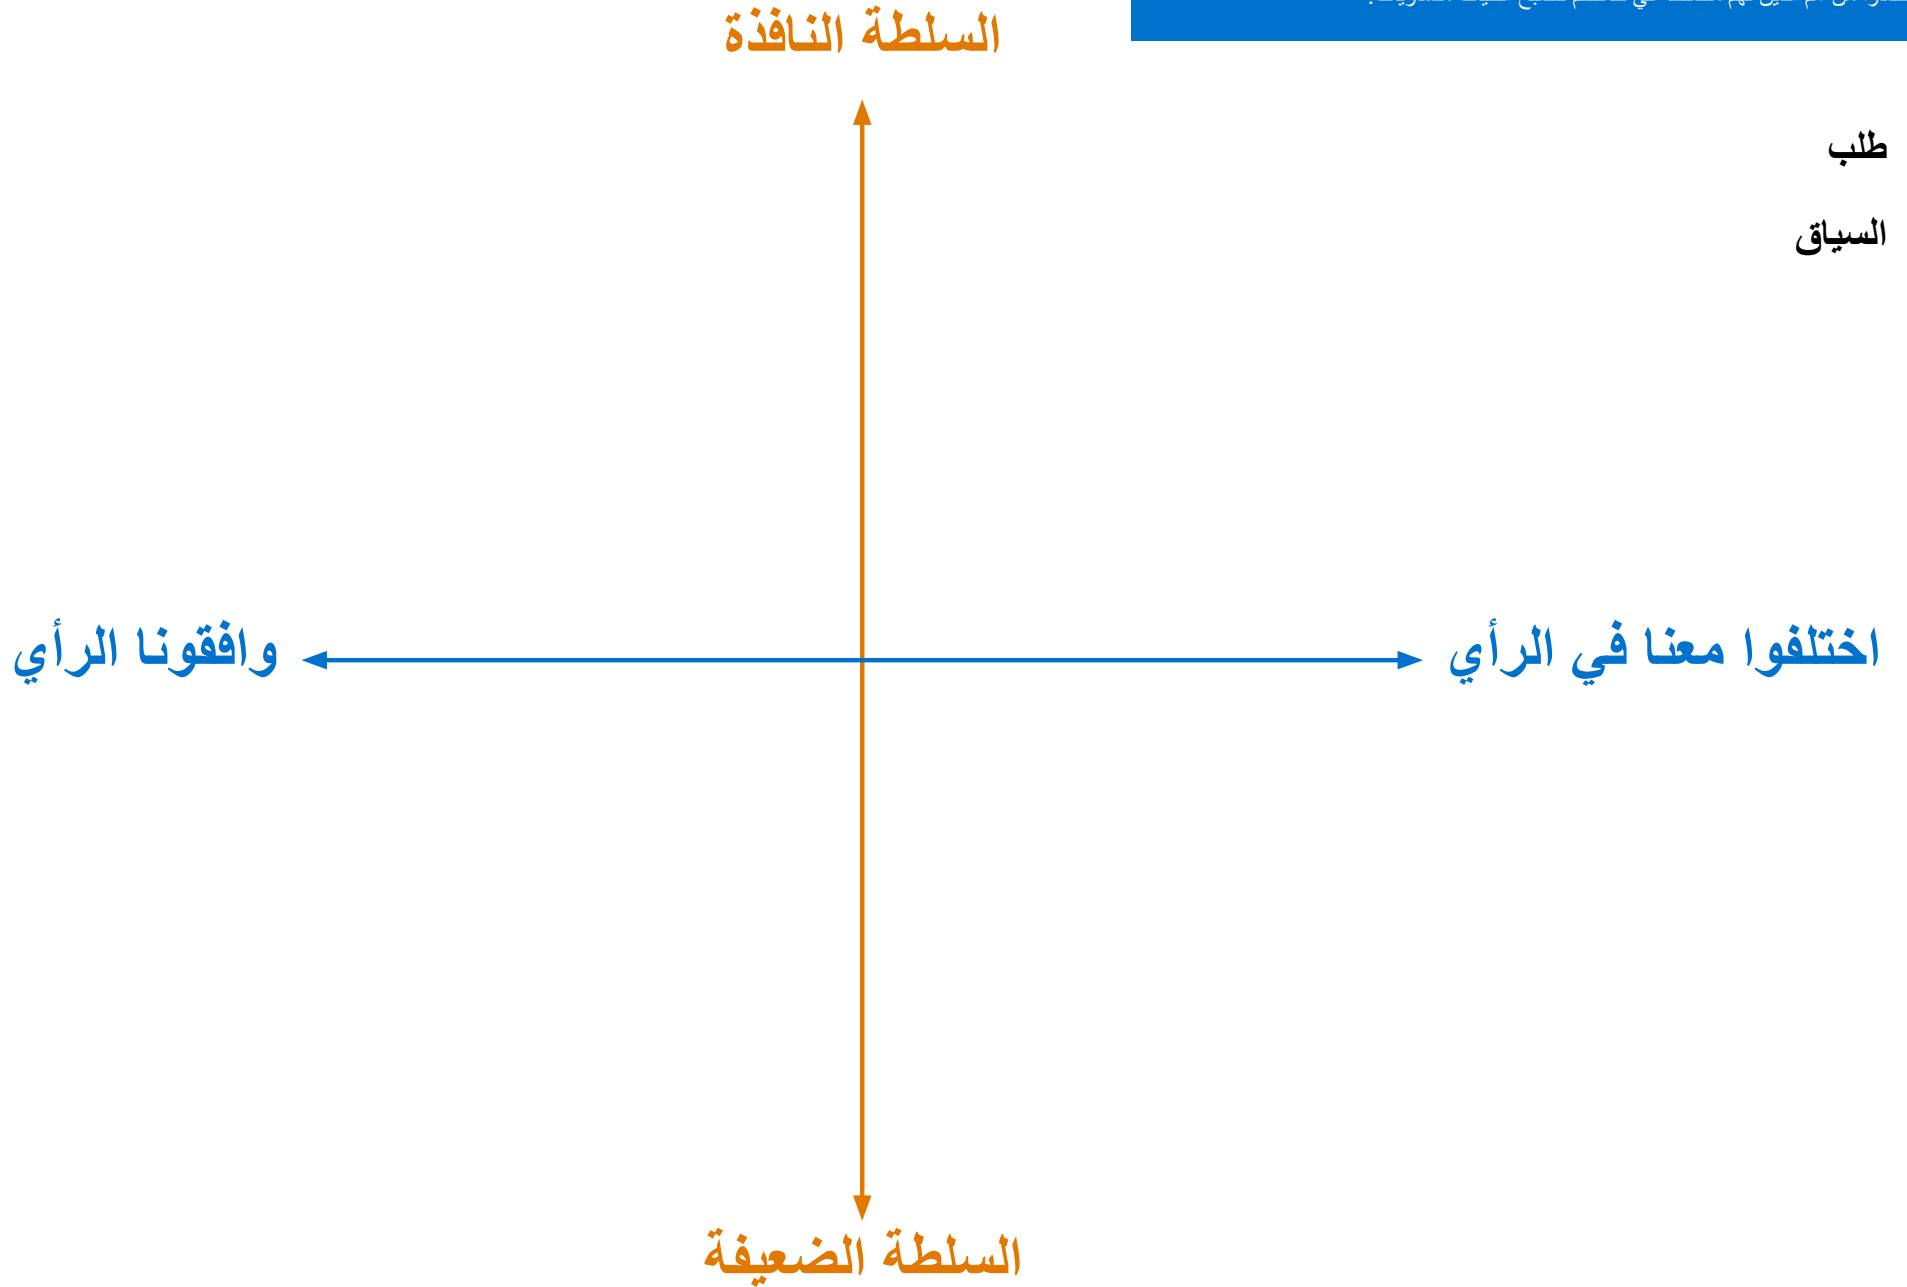 السلطة النافذة
طلب
السياق
اختلفوا معنا في الرأي
وافقونا الرأي
السلطة الضعيفة